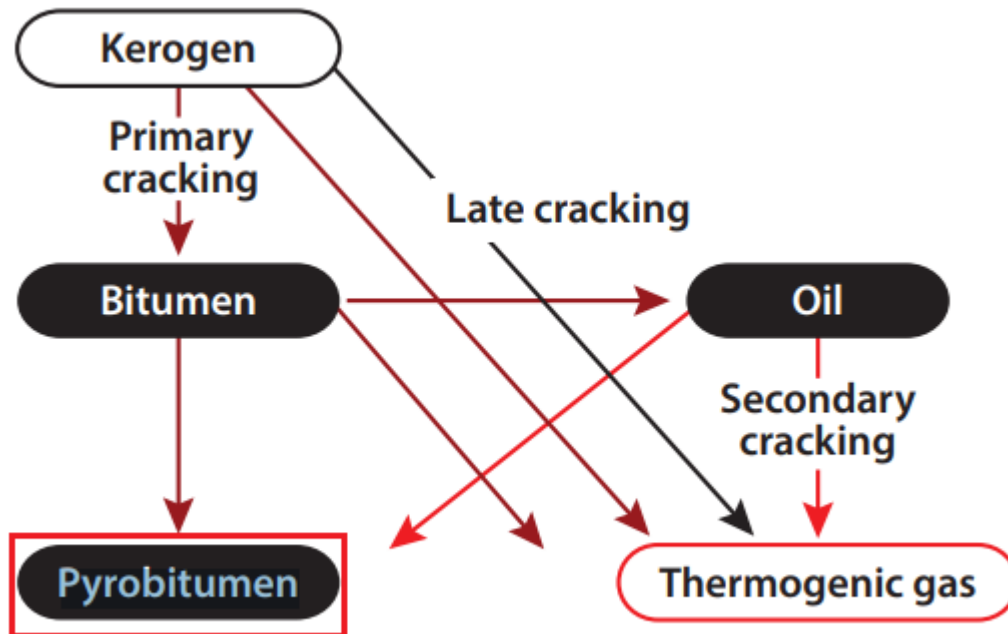 Kerogen
Primary
cracking
Late cracking
Bitumen
Oil
Secondary
cracking
Pyrobitumen
Thermogenic gas